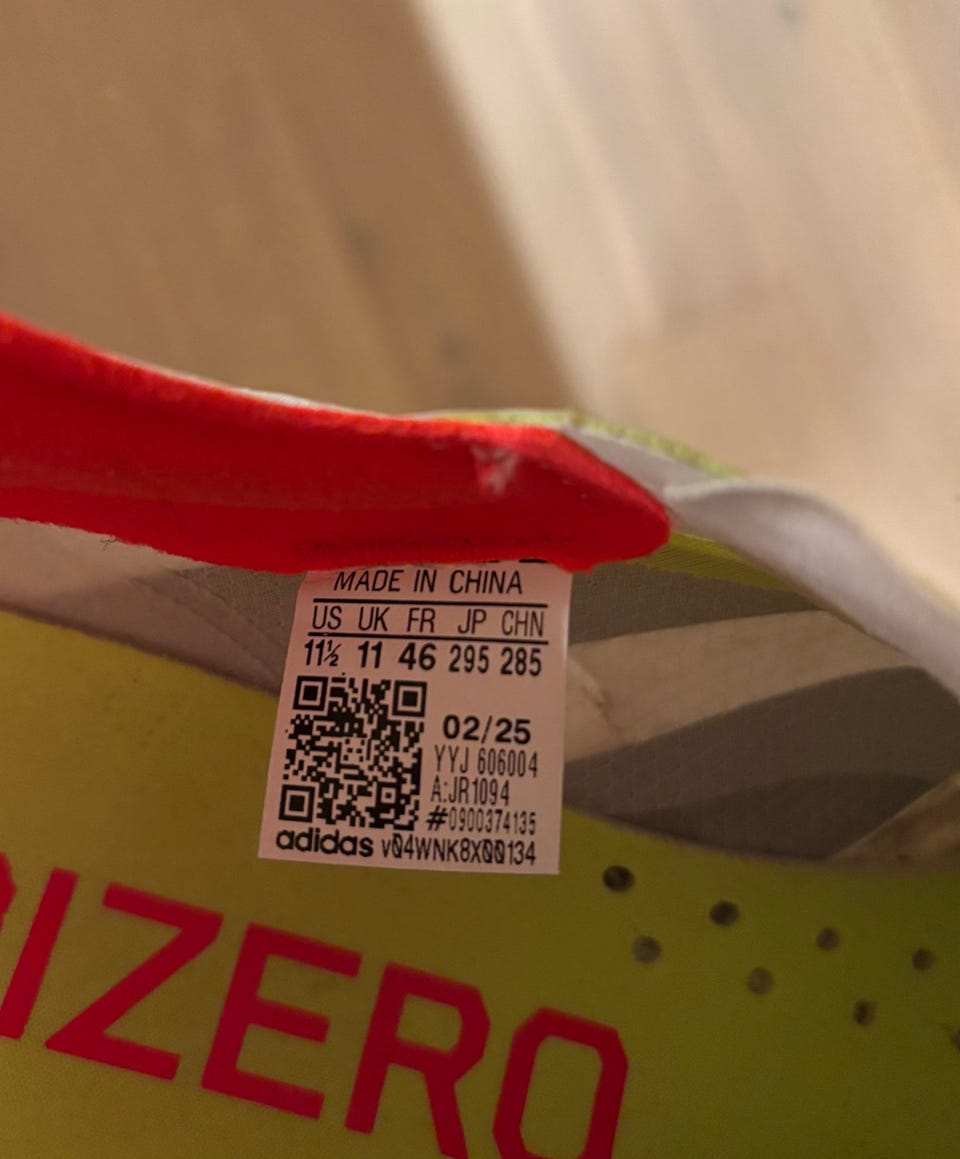 MADE IN CHINA
US UK FR JP CHN
11½ 11 46 295 285
02/25
YYJ 606004
A:JR1094
#0900374135
adidas v04WNK8X00134
IZERO